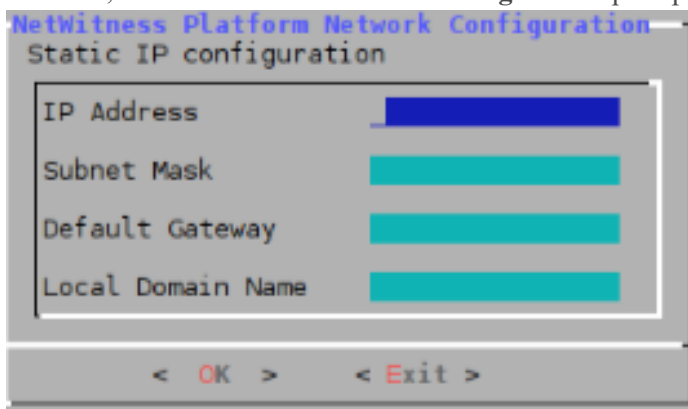 NetWitness Platform Network Configuration
Static IP configuration
IP Address
Subnet Mask
Default Gateway
Local Domain Name
< OK > < Exit >